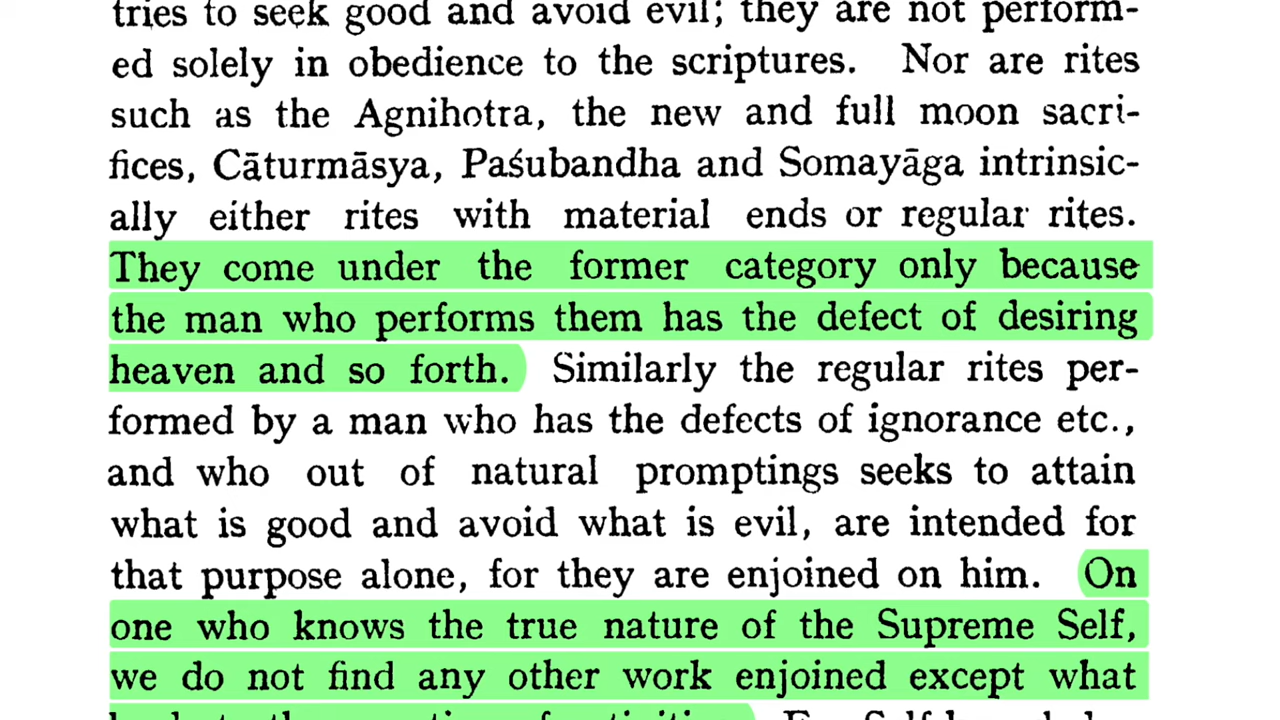 tries to seek good and avoid evil; they are not perform-
ed solely in obedience to the scriptures. Nor are rites
such as the Agnihotra, the new and full moon sacri-
fices, Cāturmāsya, Paśubandha and Somayāga intrinsic-
ally either rites with material ends or regular rites.
They come under the former category only because
the man who performs them has the defect of desiring
heaven and so forth. Similarly the regular rites per-
formed by a man who has the defects of ignorance etc.,
and who out of natural promptings seeks to attain
what is good and avoid what is evil, are intended for
that purpose alone, for they are enjoined on him. On
one who knows the true nature of the Supreme Self,
we do not find any other work enjoined except what